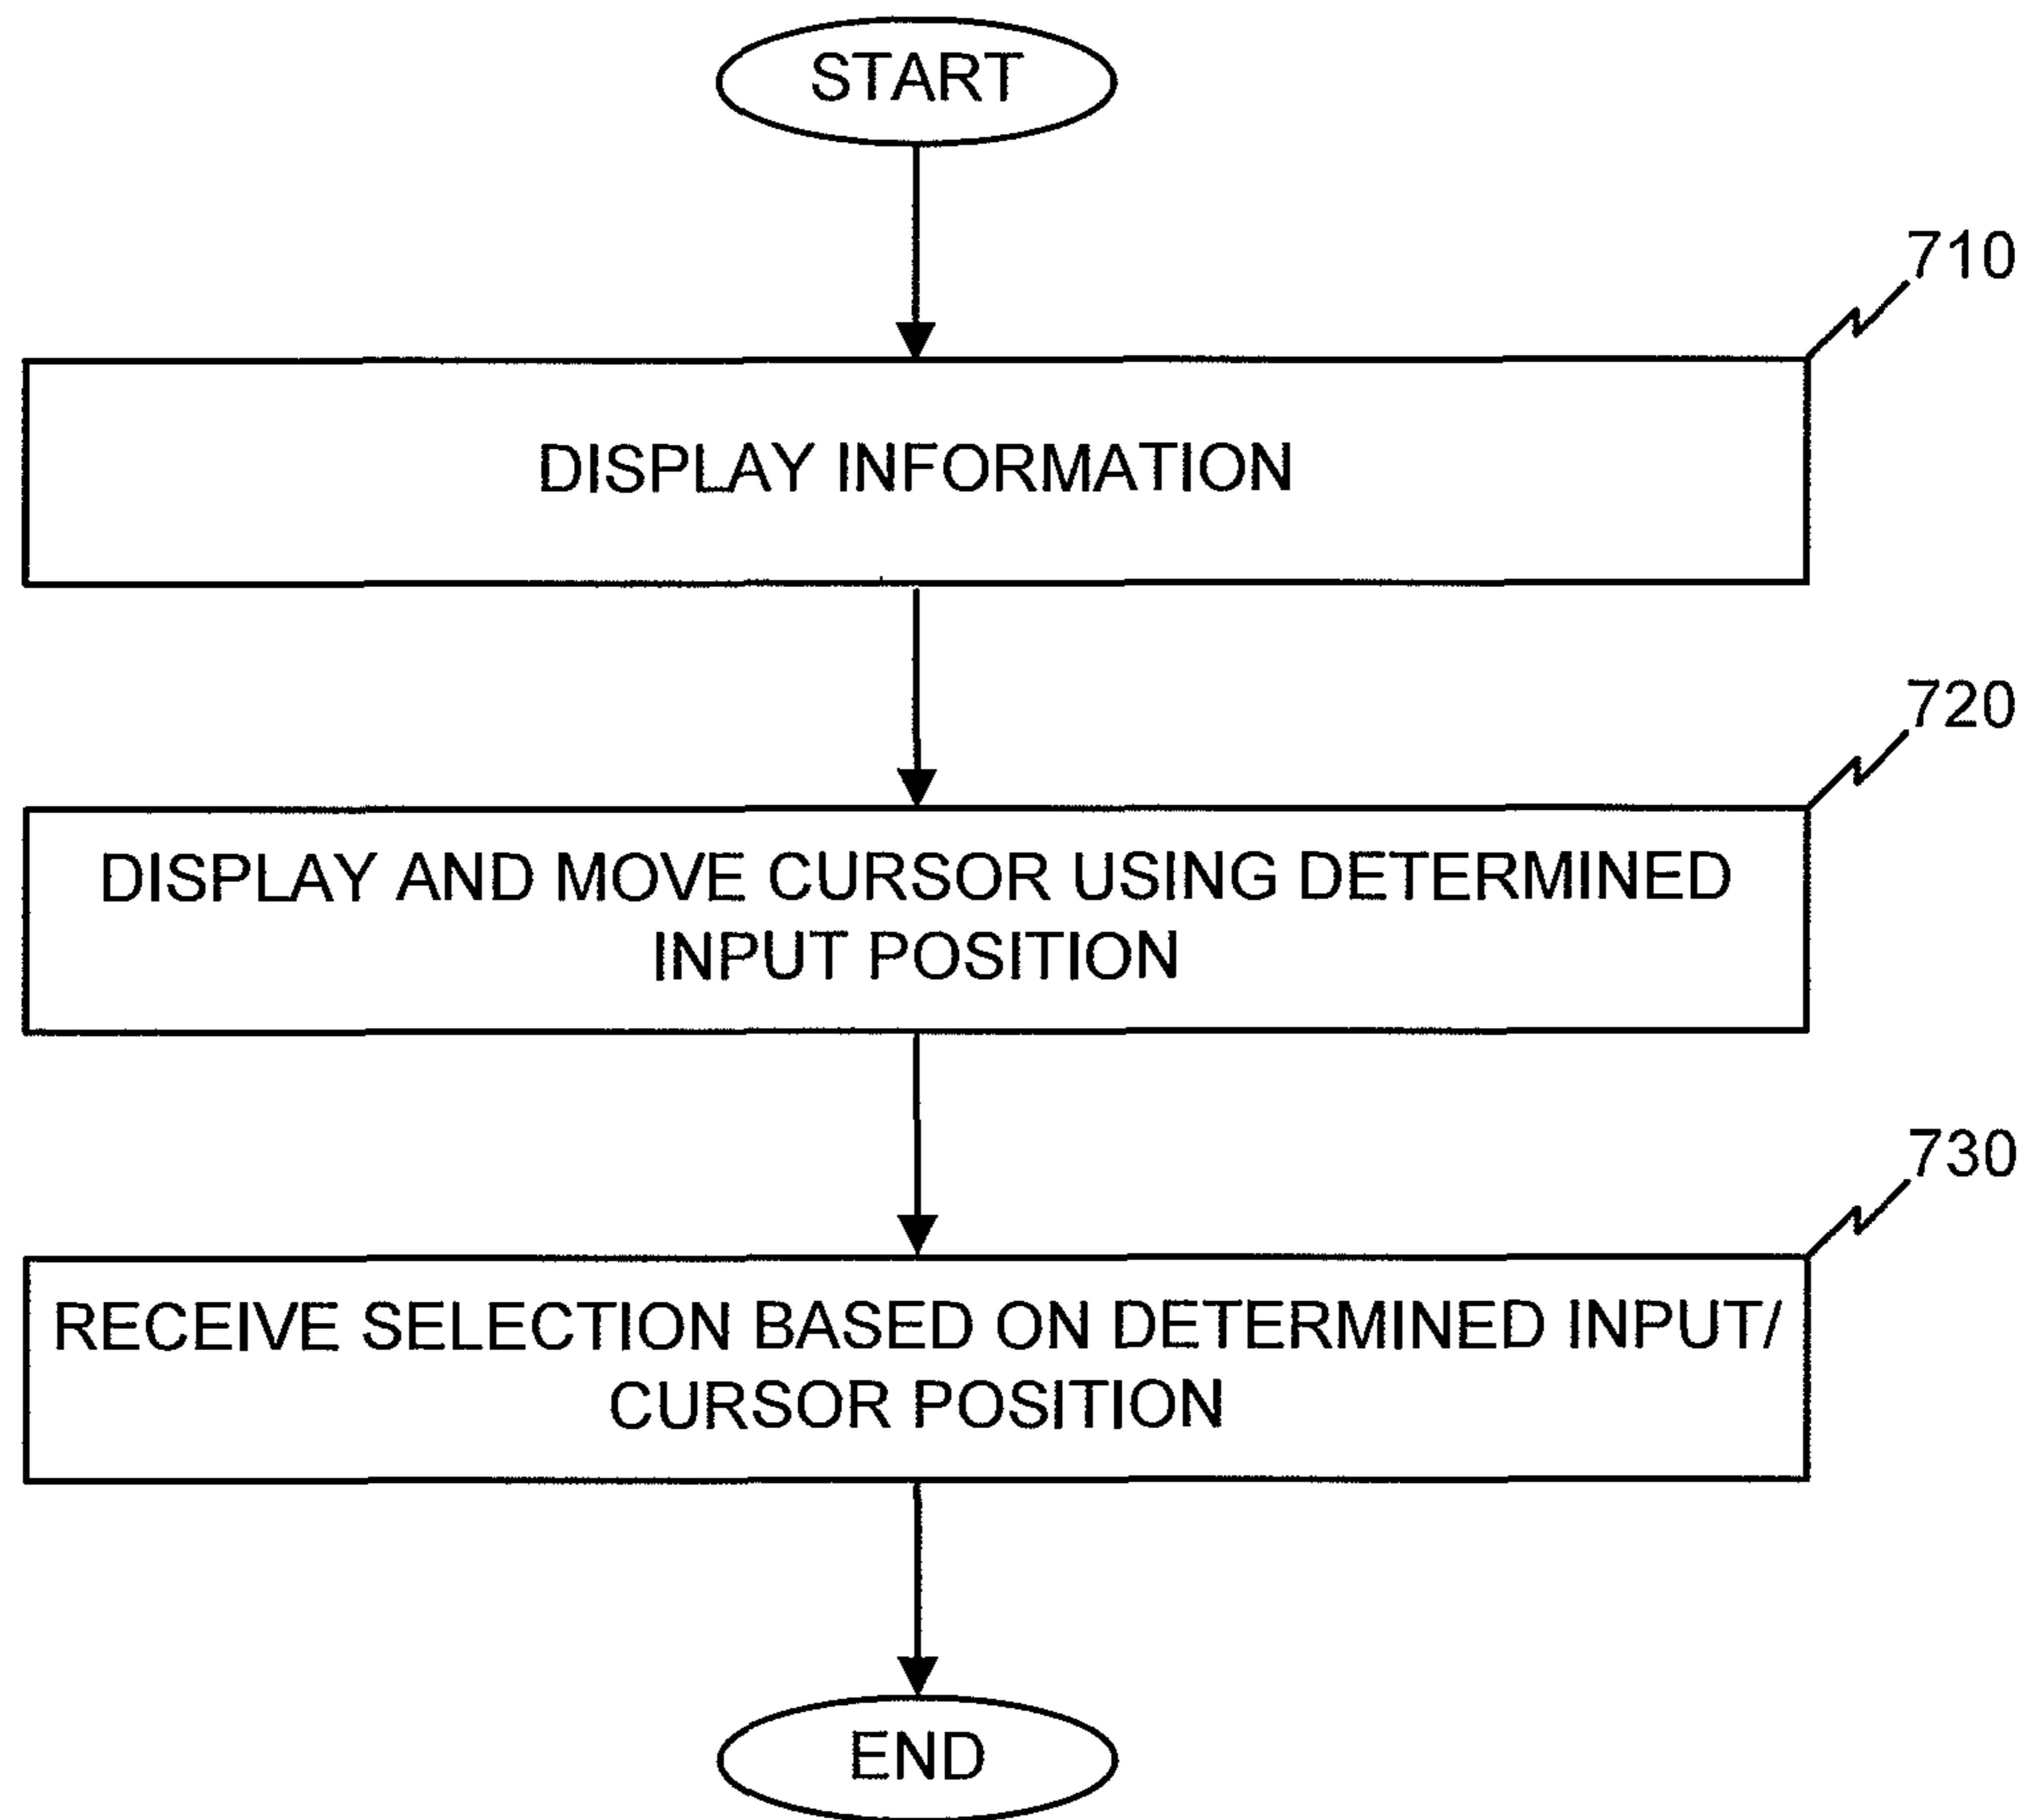 START
710
DISPLAY INFORMATION
720
DISPLAY AND MOVE CURSOR USING DETERMINED
INPUT POSITION
730
RECEIVE SELECTION BASED ON DETERMINED INPUT/
CURSOR POSITION
END